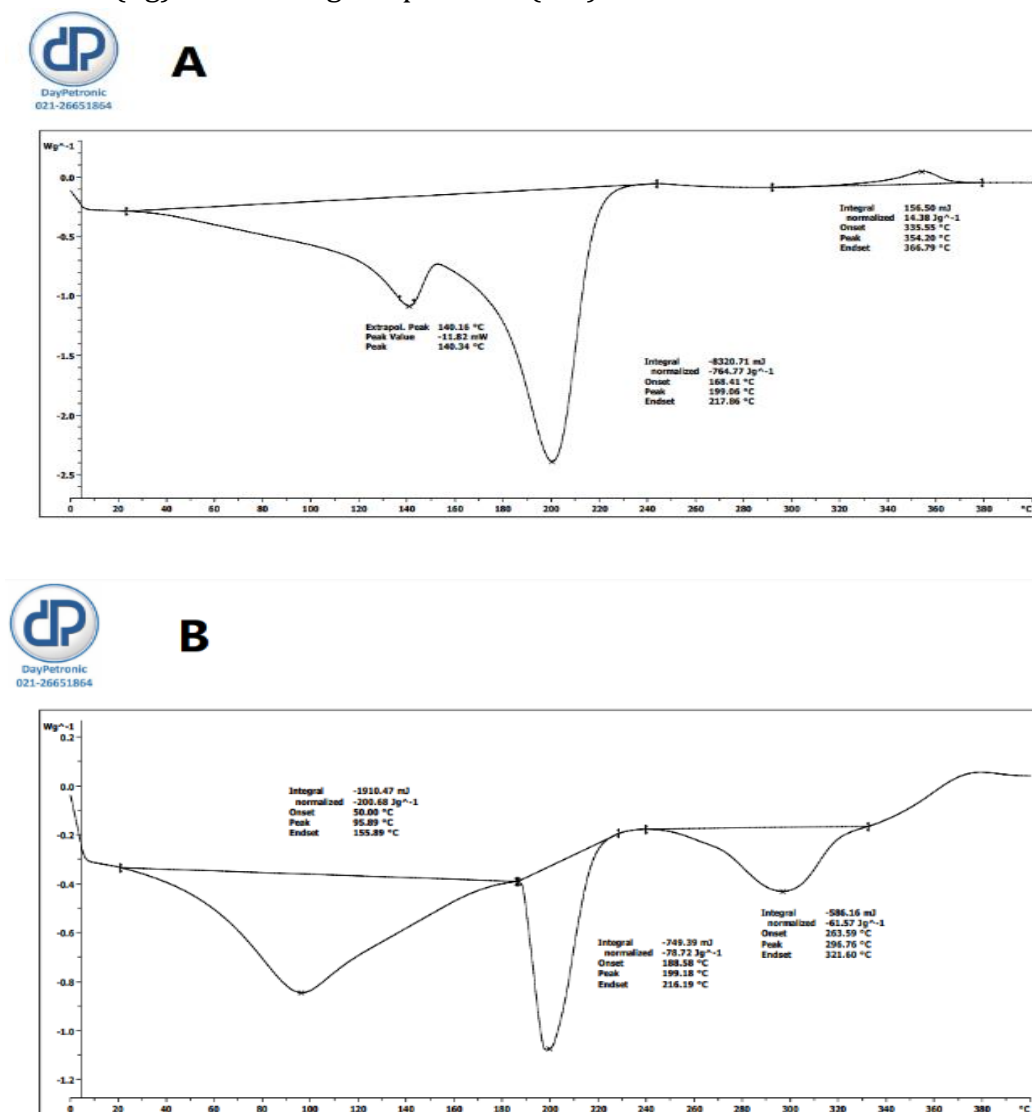 dp
DayPetronic
021-26651864
A
Wg^-1
0.0
-0.5
-1.0
-1.5
-2.0
-2.5
Integral 156.50 mJ
normalized 14.38 Jg^-1
Onset 335.55 °C
Peak 354.20 °C
Endset 366.79 °C
Extrapol. Peak 140.16 °C
Peak Value -11.82 mW
Peak 140.34 °C
Integral -8320.71 mJ
normalized -764.77 Jg^-1
Onset 168.41 °C
Peak 199.06 °C
Endset 217.86 °C
0 20 40 60 80 100 120 140 160 180 200 220 240 260 280 300 320 340 360 380 °C
dp
DayPetronic
021-26651864
B
Wg^-1
0.2
0.0
-0.2
-0.4
-0.6
-0.8
-1.0
-1.2
Integral -1910.47 mJ
normalized -200.68 Jg^-1
Onset 50.00 °C
Peak 95.89 °C
Endset 155.89 °C
Integral -586.16 mJ
normalized -61.57 Jg^-1
Onset 263.59 °C
Peak 296.76 °C
Endset 321.60 °C
Integral -749.39 mJ
normalized -78.72 Jg^-1
Onset 188.58 °C
Peak 199.18 °C
Endset 216.19 °C
0 20 40 60 80 100 120 140 160 180 200 220 240 260 280 300 320 340 360 380 °C